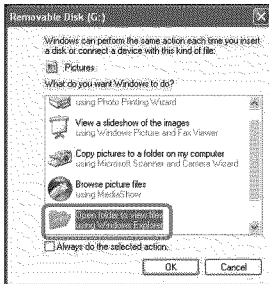 Removable Disk (G:)
Windows can perform the same action each time you insert
a disk or connect a device with this kind of file:
Pictures
What do you want Windows to do?
using Photo Printing Wizard
View a slideshow of the images
using Windows Picture and Fax Viewer
Copy pictures to a folder on my computer
using Microsoft Scanner and Camera Wizard
Browse picture files
using MediaShow
Open folder to view files
using Windows Explorer
Always do the selected action.
OK
Cancel